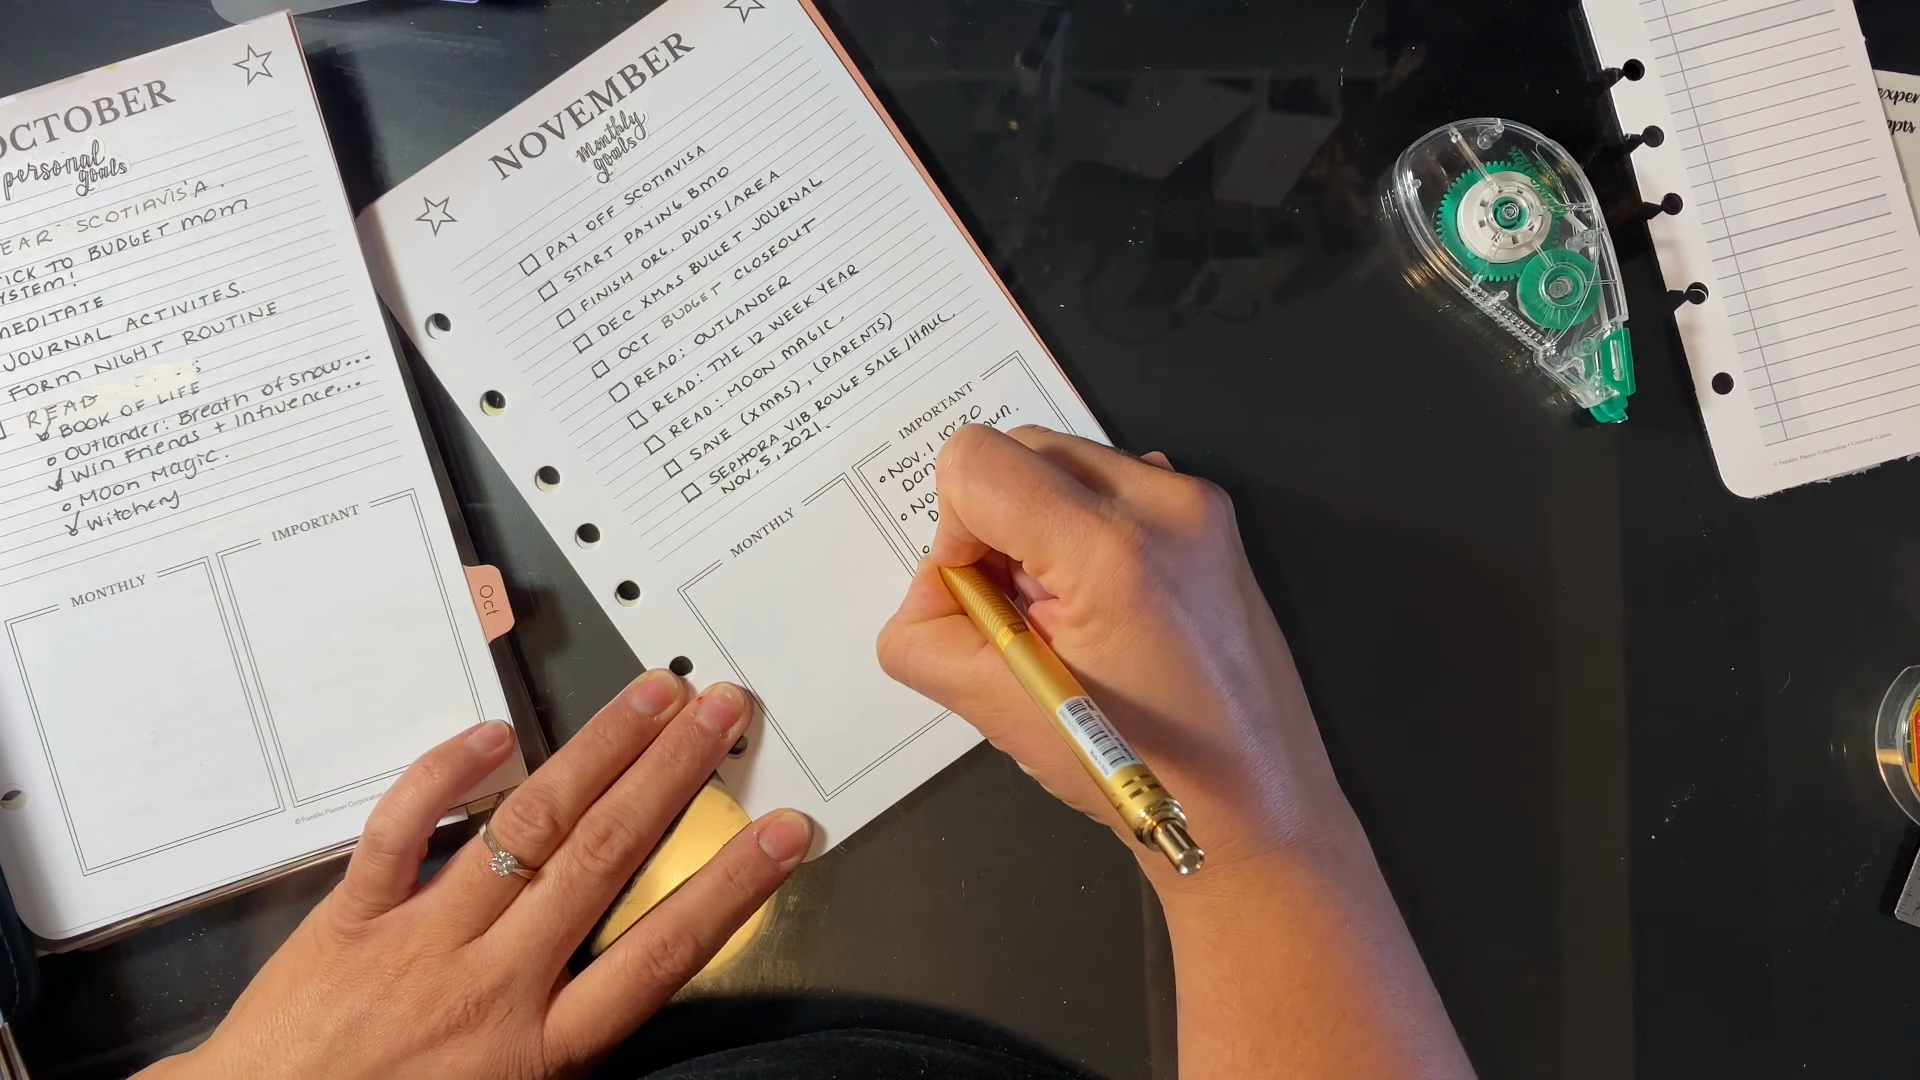 OCTOBER
personal
goals
SCOTIAVISA.
TO BUDGET MOM
SYSTEM!
MEDITATE
JOURNAL ACTIVITES.
FORM NIGHT ROUTINE
READ :
BOOK OF LIFE
Outlander: Breath of Snow...
Win Friends + Influence...
Moon Magic.
Witchery
MONTHLY
IMPORTANT
© Franklin Planner Corporation
Oct
NOVEMBER
Monthly
goals
PAY OFF SCOTIAVISA
START PAYING BMO
FINISH ORG. DVD'S/AREA
DEC XMAS BULLET JOURNAL
OCT BUDGET CLOSEOUT
READ: OUTLANDER
READ: THE 12 WEEK YEAR
READ: MOON MAGIC.
SAVE (XMAS), (PARENTS)
SEPHORA VIB ROUGE SALE/HAUL.
NOV. 5, 2021.
MONTHLY
IMPORTANT
NOV. 1 10:20